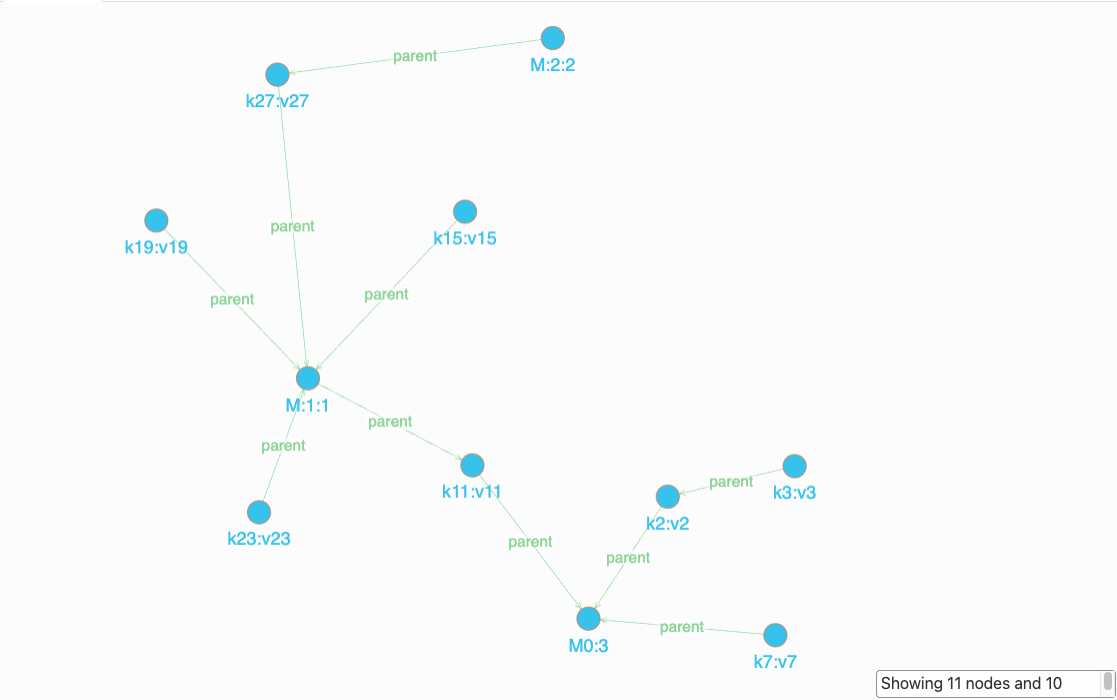 M:2:2
parent
k27:v27
parent
k19:v19
k15:v15
parent
parent
M:1:1
parent
parent
k11:v11
k23:v23
parent
k3:v3
k2:v2
parent
parent
M0:3
parent
k7:v7
Showing 11 nodes and 10